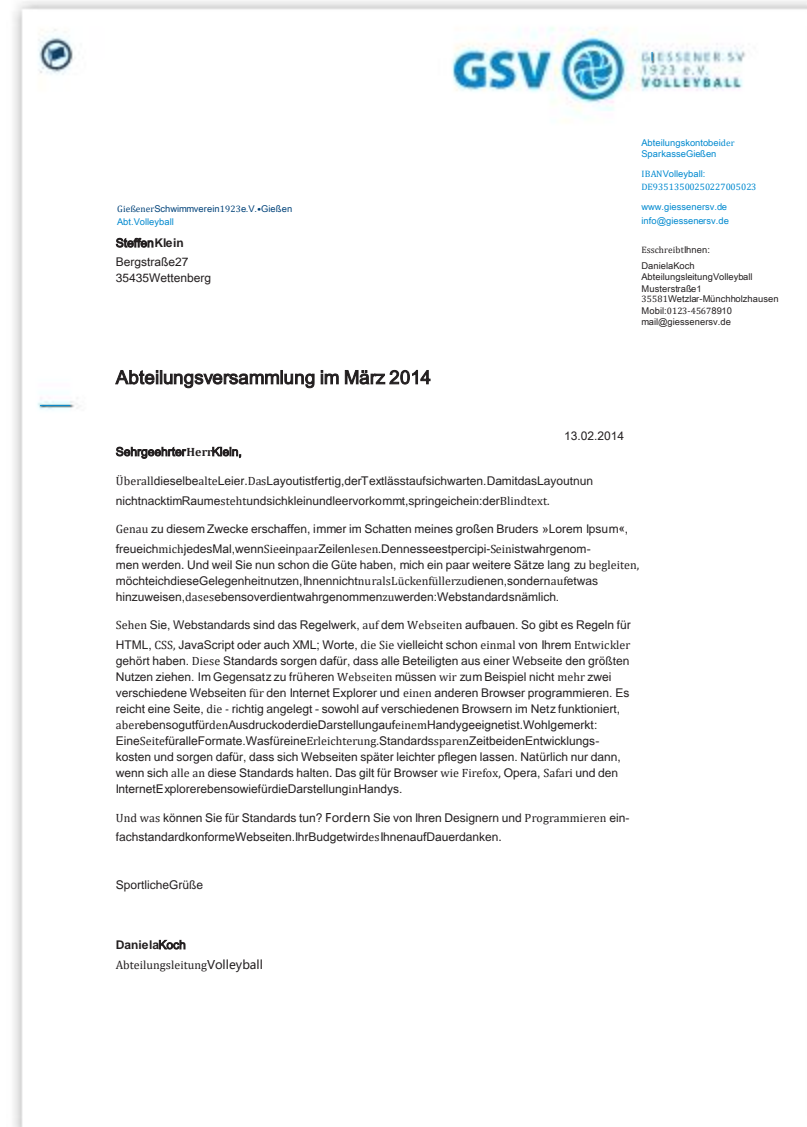 GSV
GIESSENER SV
1923 e.V.
VOLLEYBALL
Abteilungskontobeider
SparkasseGießen
IBANVolleyball:
DE93513500250227005023
www.giessenersv.de
info@giessenersv.de
GießenerSchwimmverein1923e.V.•Gießen
Abt.Volleyball
SteffenKlein
Bergstraße27
35435Wettenberg
EsschreibtIhnen:
DanielaKoch
AbteilungsleitungVolleyball
Musterstraße1
35581Wetzlar-Münchholzhausen
Mobil:0123-45678910
mail@giessenersv.de
Abteilungsversammlung im März 2014
13.02.2014
SehrgeehrterHerrKlein,
ÜberalldieselbealteLeier.DasLayoutistfertig,derTextlässtaufsichwarten.DamitdasLayoutnun
nichtnacktimRaumestehtundsichkleinundleervorkommt,springeichein:derBlindtext.
Genau zu diesem Zwecke erschaffen, immer im Schatten meines großen Bruders »Lorem Ipsum«,
freueichmichjedesMal,wennSieeinpaarZeilenlesen.Dennesseestpercipi-Seinistwahrgenom-
men werden. Und weil Sie nun schon die Güte haben, mich ein paar weitere Sätze lang zu begleiten,
möchteichdieseGelegenheitnutzen,IhnennichtnuralsLückenfüllerzudienen,sondernaufetwas
hinzuweisen,dasesebensoverdientwahrgenommenzuwerden:Webstandardsnämlich.
Sehen Sie, Webstandards sind das Regelwerk, auf dem Webseiten aufbauen. So gibt es Regeln für
HTML, CSS, JavaScript oder auch XML; Worte, die Sie vielleicht schon einmal von Ihrem Entwickler
gehört haben. Diese Standards sorgen dafür, dass alle Beteiligten aus einer Webseite den größten
Nutzen ziehen. Im Gegensatz zu früheren Webseiten müssen wir zum Beispiel nicht mehr zwei
verschiedene Webseiten für den Internet Explorer und einen anderen Browser programmieren. Es
reicht eine Seite, die - richtig angelegt - sowohl auf verschiedenen Browsern im Netz funktioniert,
aberebensogutfürdenAusdruckoderdieDarstellungaufeinemHandygeeignetist.Wohlgemerkt:
EineSeitefüralleFormate.WasfüreineErleichterung.StandardssparenZeitbeidenEntwicklungs-
kosten und sorgen dafür, dass sich Webseiten später leichter pflegen lassen. Natürlich nur dann,
wenn sich alle an diese Standards halten. Das gilt für Browser wie Firefox, Opera, Safari und den
InternetExplorerebensowiefürdieDarstellunginHandys.
Und was können Sie für Standards tun? Fordern Sie von Ihren Designern und Programmieren ein-
fachstandardkonformeWebseiten.IhrBudgetwirdesIhnenaufDauerdanken.
SportlicheGrüße
DanielaKoch
AbteilungsleitungVolleyball